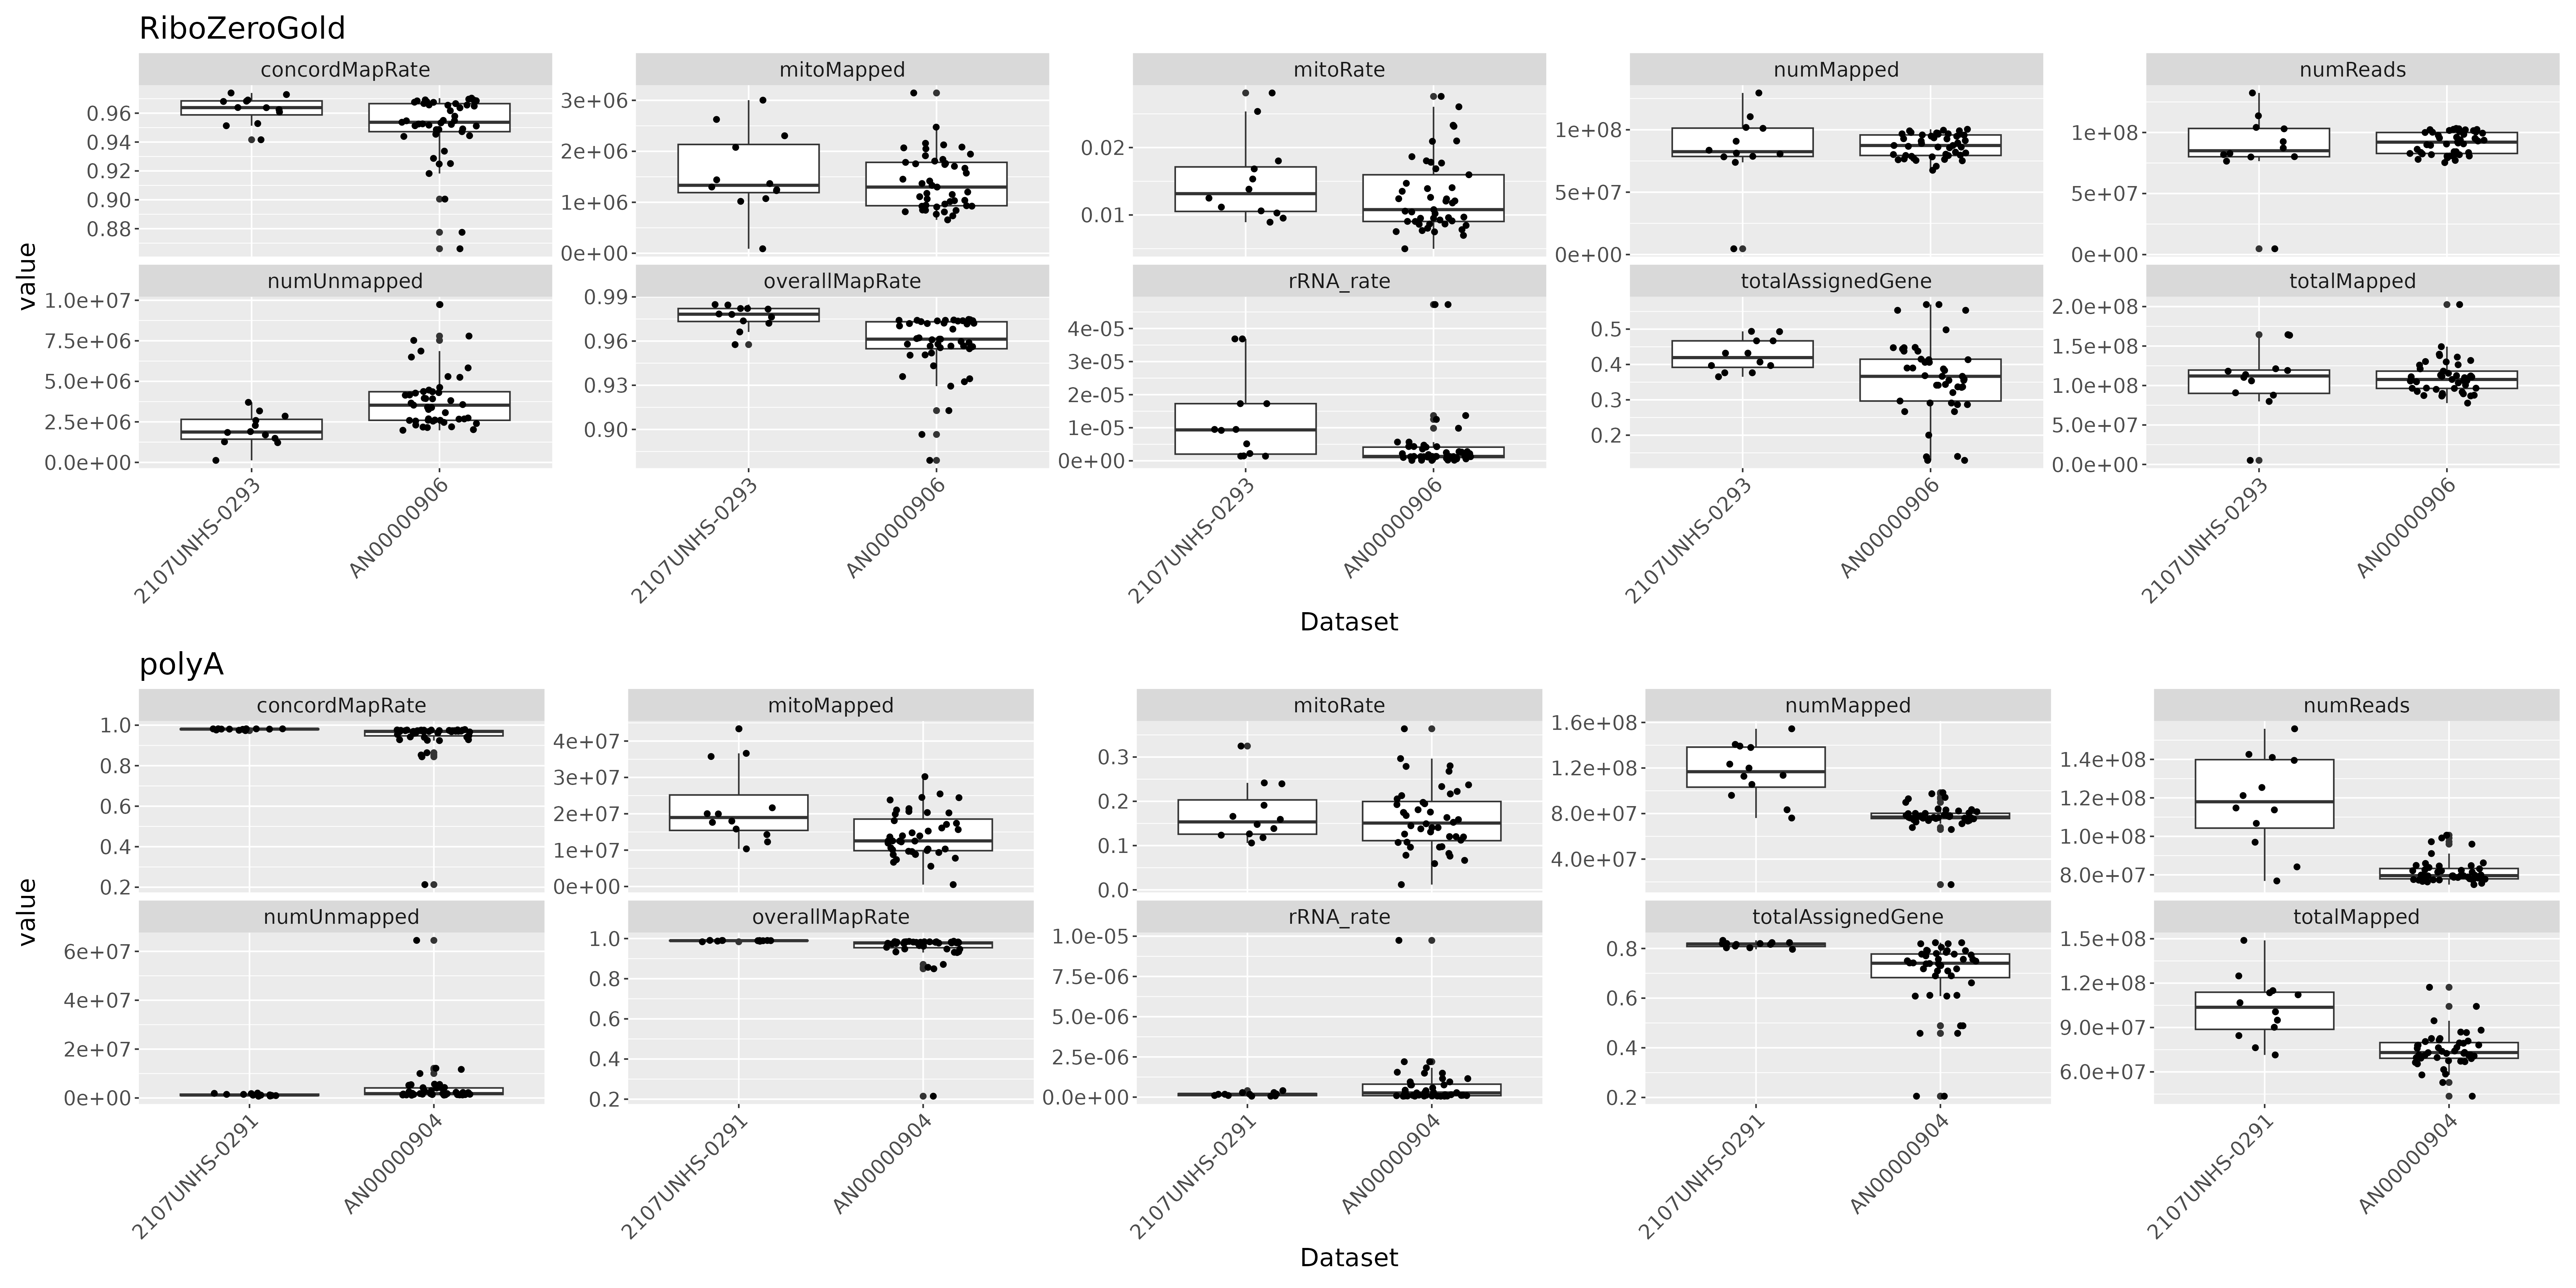 RiboZeroGold
concordMapRate mitoMapped mitoRate numMapped numReads
0.96 0.94 0.92 0.90 0.88
3e+06 2e+06 1e+06 0e+00
0.02 0.01
1e+08 5e+07 0e+00
1e+08 5e+07 0e+00
value
numUnmapped overallMapRate rRNA_rate totalAssignedGene totalMapped
1.0e+07 7.5e+06 5.0e+06 2.5e+06 0.0e+00
0.99 0.96 0.93 0.90
4e-05 3e-05 2e-05 1e-05 0e+00
0.5 0.4 0.3 0.2
2.0e+08 1.5e+08 1.0e+08 5.0e+07 0.0e+00
2107UNHS-0293 AN00000906 2107UNHS-0293 AN00000906 2107UNHS-0293 AN00000906 2107UNHS-0293 AN00000906 2107UNHS-0293 AN00000906
Dataset
polyA
concordMapRate mitoMapped mitoRate numMapped numReads
1.0 0.8 0.6 0.4 0.2
4e+07 3e+07 2e+07 1e+07 0e+00
0.3 0.2 0.1 0.0
1.6e+08 1.2e+08 8.0e+07 4.0e+07
1.4e+08 1.2e+08 1.0e+08 8.0e+07
value
numUnmapped overallMapRate rRNA_rate totalAssignedGene totalMapped
6e+07 4e+07 2e+07 0e+00
1.0 0.8 0.6 0.4 0.2
1.0e-05 7.5e-06 5.0e-06 2.5e-06 0.0e+00
0.8 0.6 0.4 0.2
1.5e+08 1.2e+08 9.0e+07 6.0e+07
2107UNHS-0291 AN00000904 2107UNHS-0291 AN00000904 2107UNHS-0291 AN00000904 2107UNHS-0291 AN00000904 2107UNHS-0291 AN00000904
Dataset